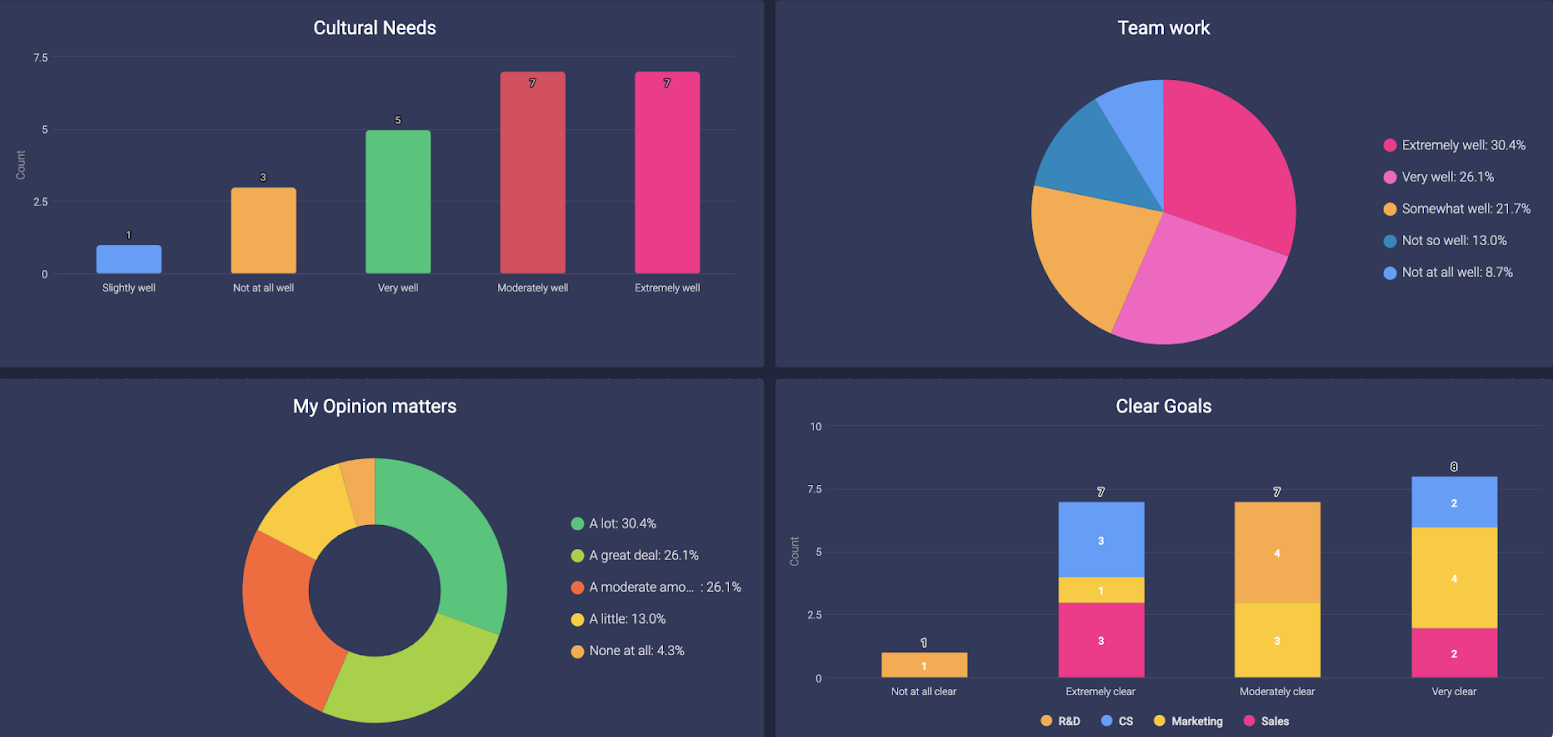 Cultural Needs
7.5
5
2.5
0
Count
1
3
5
7
7
Slightly well
Not at all well
Very well
Moderately well
Extremely well
Team work
Extremely well: 30.4%
Very well: 26.1%
Somewhat well: 21.7%
Not so well: 13.0%
Not at all well: 8.7%
My Opinion matters
A lot: 30.4%
A great deal: 26.1%
A moderate amo... : 26.1%
A little: 13.0%
None at all: 4.3%
Clear Goals
10
7.5
5
2.5
0
Count
1
1
7
3
1
3
7
4
3
8
2
4
2
Not at all clear
Extremely clear
Moderately clear
Very clear
R&D CS Marketing Sales